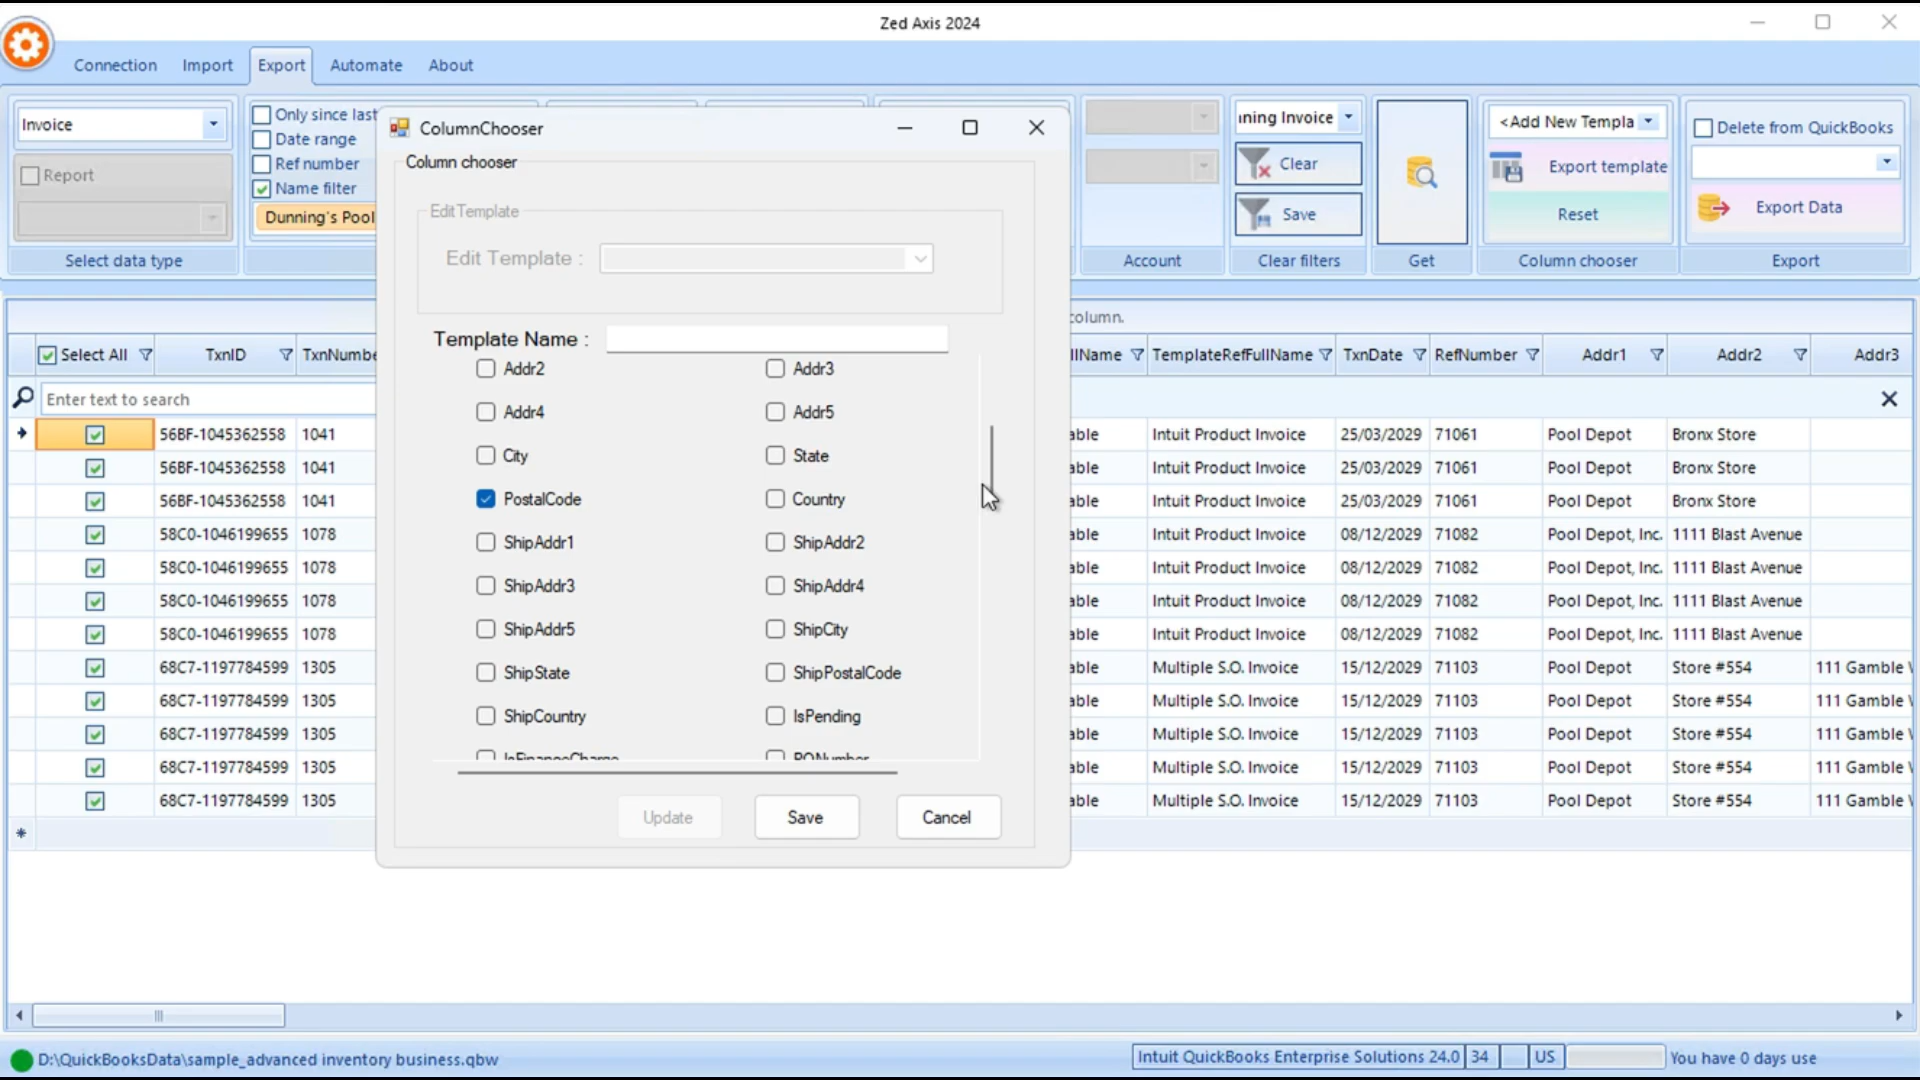 Zed Axis 2024
Connection Import Export Automate About
Invoice
Report
Select data type
Only since last
Date range
Ref number
Name filter
Dunning's Pool
Account
ning Invoice
Clear
Save
Clear filters
Get
<Add New Templa
Export template
Reset
Column chooser
Delete from QuickBooks
Export Data
Export
ColumnChooser
Column chooser
Edit Template
Edit Template :
Template Name :
Addr2 Addr3
Addr4 Addr5
City State
PostalCode Country
ShipAddr1 ShipAddr2
ShipAddr3 ShipAddr4
ShipAddr5 ShipCity
ShipState ShipPostalCode
ShipCountry IsPending
IsFinanceCharge PONumber
Update Save Cancel
column.
Select All TxnID TxnNumbe llName TemplateRefFullName TxnDate RefNumber Addr1 Addr2 Addr3
Enter text to search
56BF-1045362558 1041 able Intuit Product Invoice 25/03/2029 71061 Pool Depot Bronx Store
56BF-1045362558 1041 able Intuit Product Invoice 25/03/2029 71061 Pool Depot Bronx Store
56BF-1045362558 1041 able Intuit Product Invoice 25/03/2029 71061 Pool Depot Bronx Store
58C0-1046199655 1078 able Intuit Product Invoice 08/12/2029 71082 Pool Depot, Inc. 1111 Blast Avenue
58C0-1046199655 1078 able Intuit Product Invoice 08/12/2029 71082 Pool Depot, Inc. 1111 Blast Avenue
58C0-1046199655 1078 able Intuit Product Invoice 08/12/2029 71082 Pool Depot, Inc. 1111 Blast Avenue
58C0-1046199655 1078 able Intuit Product Invoice 08/12/2029 71082 Pool Depot, Inc. 1111 Blast Avenue
68C7-1197784599 1305 able Multiple S.O. Invoice 15/12/2029 71103 Pool Depot Store #554 111 Gamble
68C7-1197784599 1305 able Multiple S.O. Invoice 15/12/2029 71103 Pool Depot Store #554 111 Gamble
68C7-1197784599 1305 able Multiple S.O. Invoice 15/12/2029 71103 Pool Depot Store #554 111 Gamble
68C7-1197784599 1305 able Multiple S.O. Invoice 15/12/2029 71103 Pool Depot Store #554 111 Gamble
68C7-1197784599 1305 able Multiple S.O. Invoice 15/12/2029 71103 Pool Depot Store #554 111 Gamble
D:\QuickBooksData\sample_advanced inventory business.qbw
Intuit QuickBooks Enterprise Solutions 24.0 34 US You have 0 days use